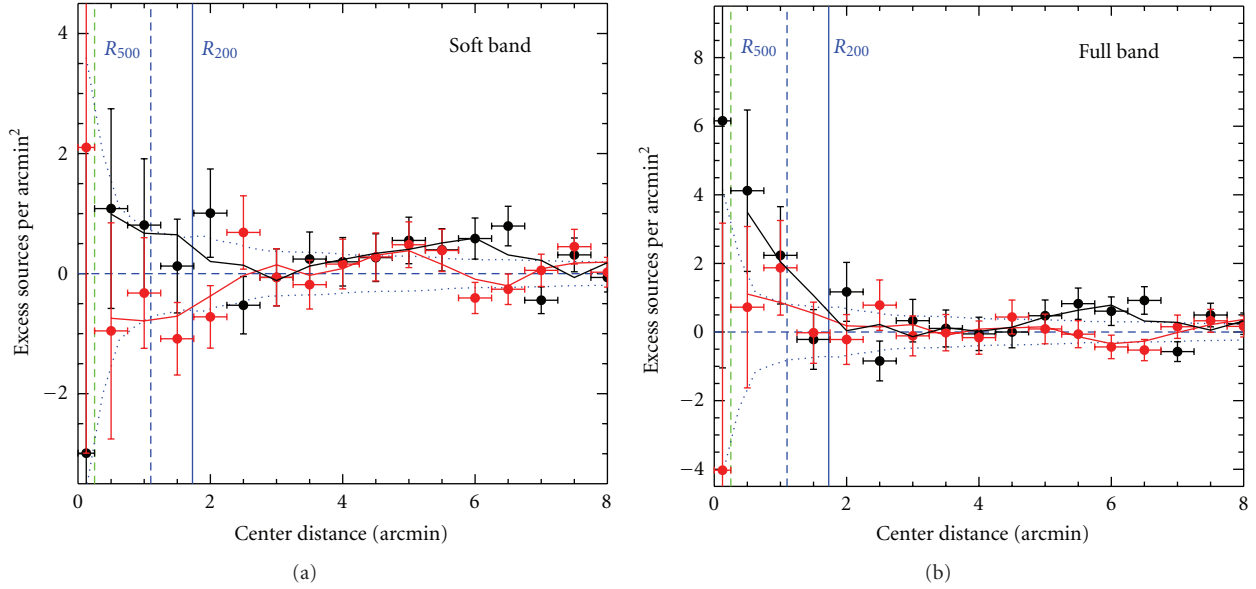 4
2
0
−2
Excess sources per arcmin²
R₅₀₀
R₂₀₀
Soft band
0 2 4 6 8
Center distance (arcmin)
(a)
8
6
4
2
0
−2
−4
Excess sources per arcmin²
R₅₀₀
R₂₀₀
Full band
0 2 4 6 8
Center distance (arcmin)
(b)